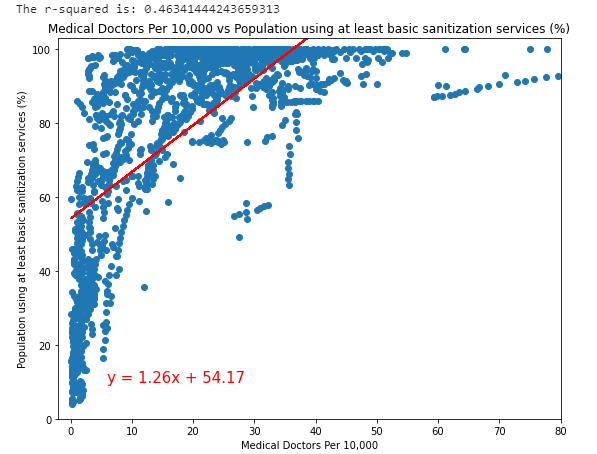 The r-squared is: 0.46341444243659313
Medical Doctors Per 10,000 vs Population using at least basic sanitization services (%)
Population using at least basic sanitization services (%)
100
80
60
40
20
0
y = 1.26x + 54.17
0 10 20 30 40 50 60 70 80
Medical Doctors Per 10,000